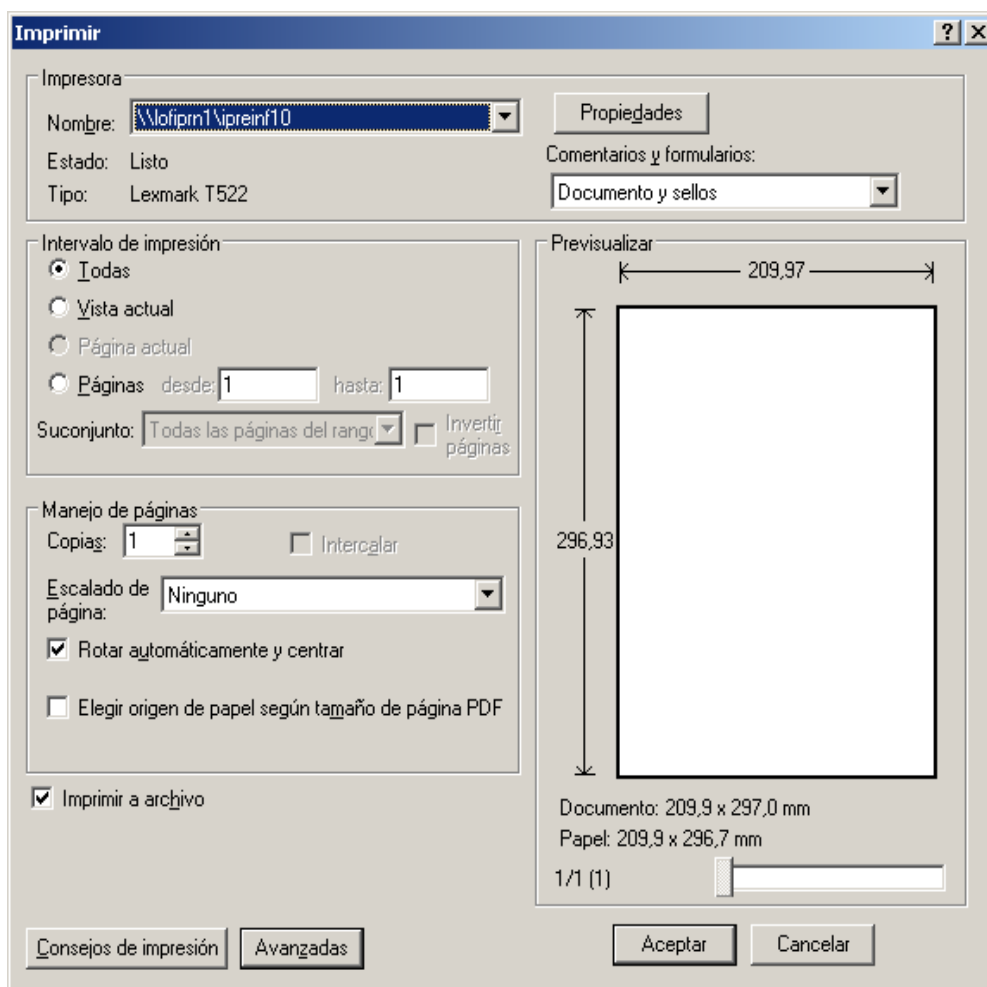 Imprimir
Impresora
Nombre: \\lofiprn1\ipreinf10
Propiedades
Estado: Listo
Comentarios y formularios:
Tipo: Lexmark T522
Documento y sellos
Intervalo de impresión
Todas
Vista actual
Página actual
Páginas desde: 1 hasta: 1
Suconjunto: Todas las páginas del rango
Invertir
páginas
Manejo de páginas
Copias: 1
Intercalar
Escalado de
página:
Ninguno
Rotar automáticamente y centrar
Elegir origen de papel según tamaño de página PDF
Imprimir a archivo
Previsualizar
209,97
296,93
Documento: 209,9 x 297,0 mm
Papel: 209,9 x 296,7 mm
1/1 (1)
Consejos de impresión
Avanzadas
Aceptar
Cancelar